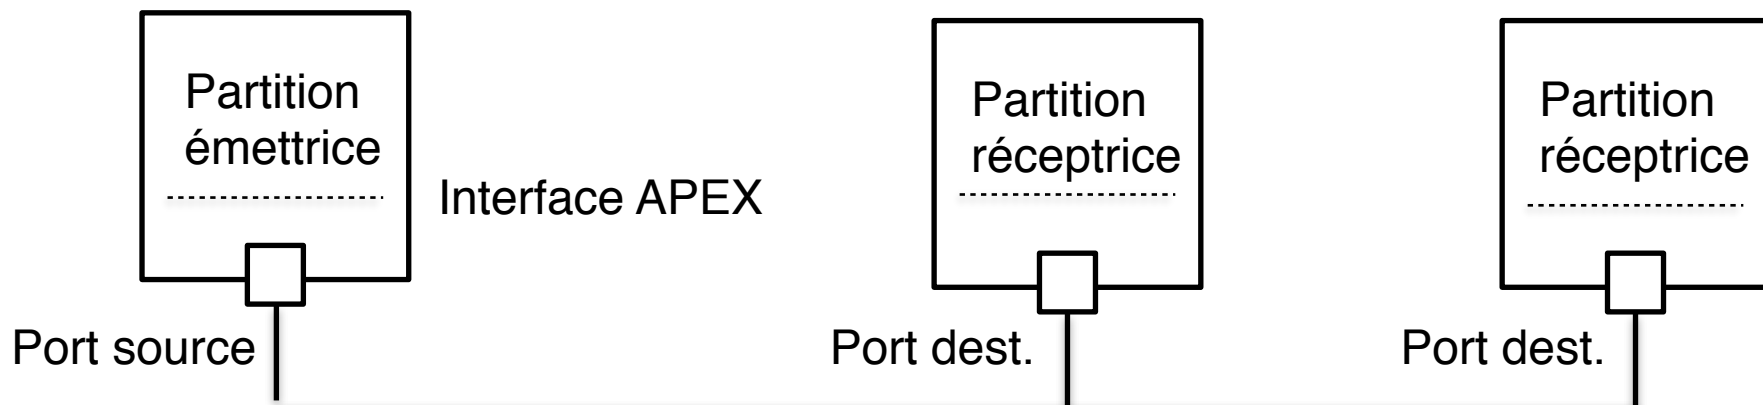 Partition
émettrice
Interface APEX
Port source
Partition
réceptrice
Port dest.
Partition
réceptrice
Port dest.